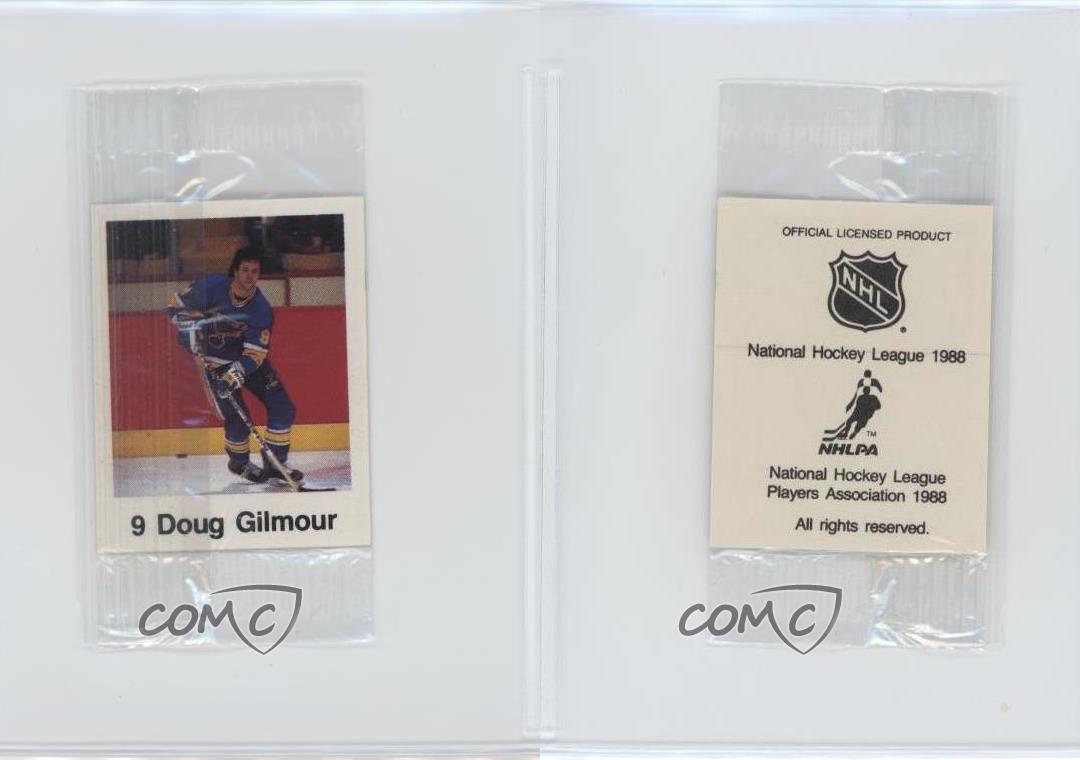 9 Doug Gilmour
COMC
OFFICIAL LICENSED PRODUCT
NHL
®
National Hockey League 1988
TM
NHLPA
National Hockey League
Players Association 1988
All rights reserved.
COMC